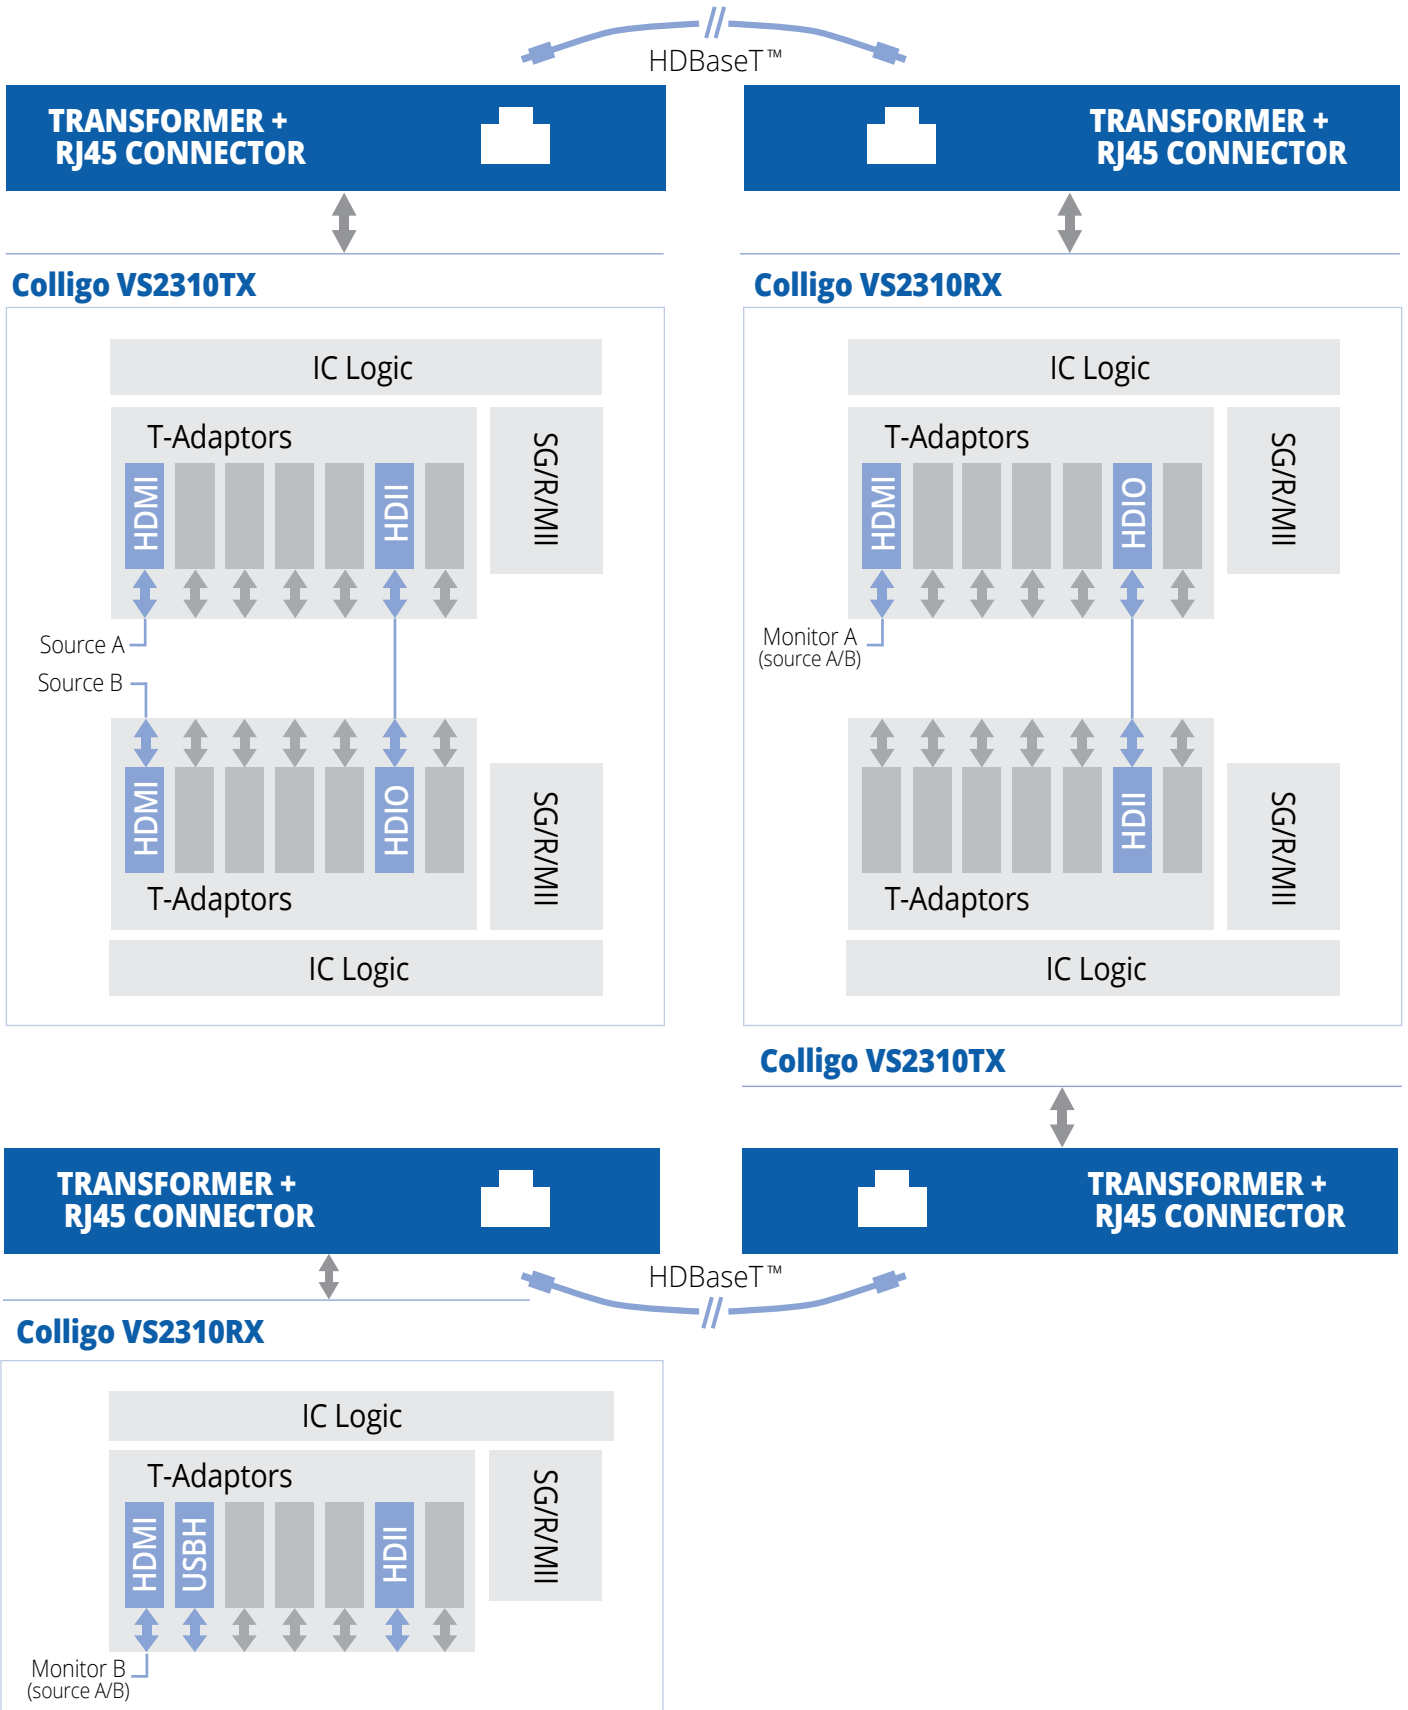 HDBaseT™
TRANSFORMER +
RJ45 CONNECTOR
TRANSFORMER +
RJ45 CONNECTOR
Colligo VS2310TX
IC Logic
T-Adaptors
HDMI
HDII
SG/R/MII
Source A
Source B
HDMI
HDIO
SG/R/MII
T-Adaptors
IC Logic
Colligo VS2310RX
IC Logic
T-Adaptors
HDMI
HDIO
SG/R/MII
Monitor A
(source A/B)
HDII
SG/R/MII
T-Adaptors
IC Logic
Colligo VS2310TX
TRANSFORMER +
RJ45 CONNECTOR
TRANSFORMER +
RJ45 CONNECTOR
HDBaseT™
Colligo VS2310RX
IC Logic
T-Adaptors
HDMI
USBH
HDII
SG/R/MII
Monitor B
(source A/B)